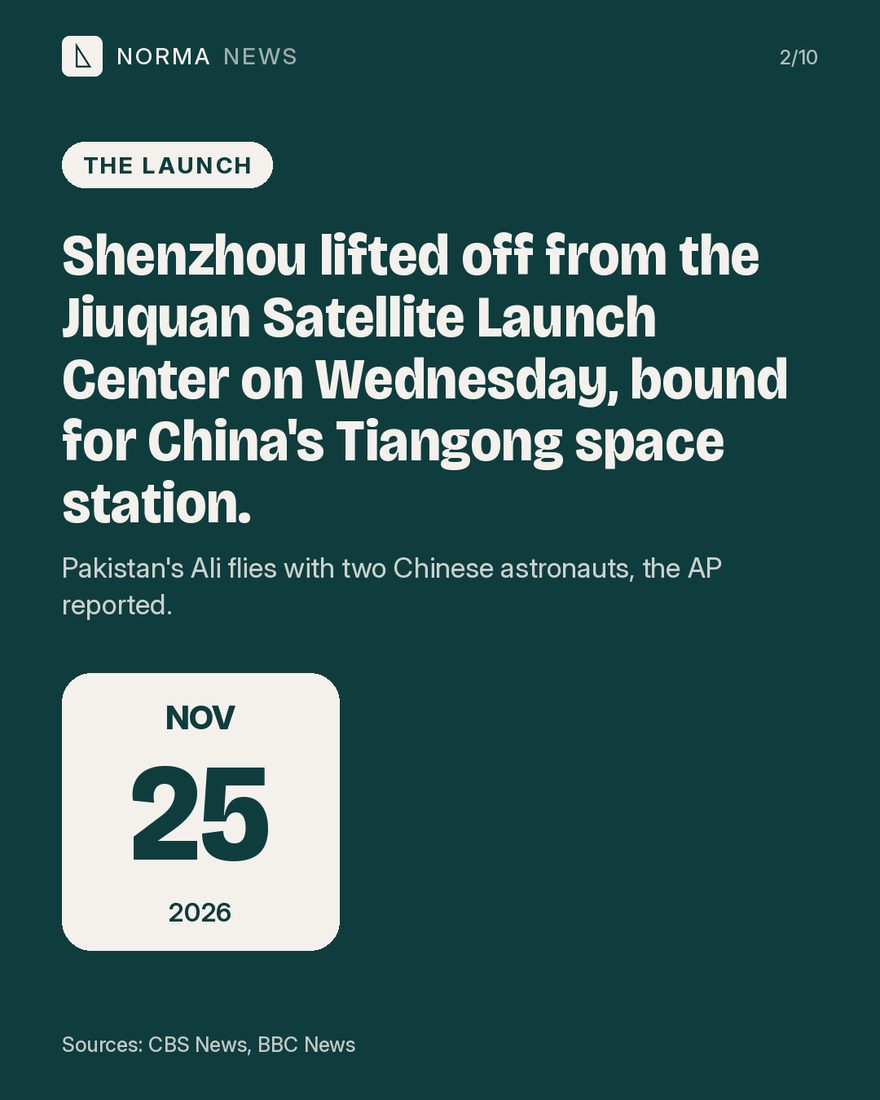 NORMA NEWS
2/10
THE LAUNCH
Shenzhou lifted off from the
Jiuquan Satellite Launch
Center on Wednesday, bound
for China's Tiangong space
station.
Pakistan's Ali flies with two Chinese astronauts, the AP
reported.
NOV
25
2026
Sources: CBS News, BBC News